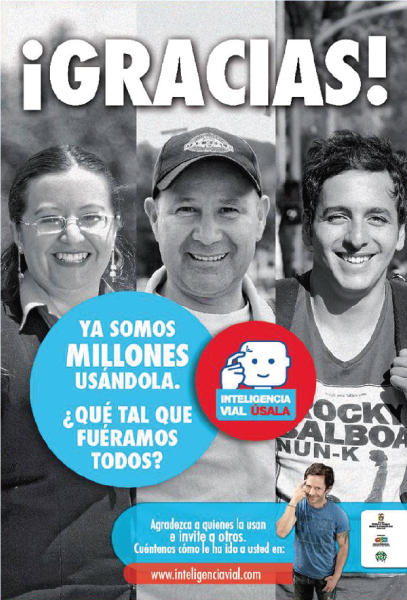 ¡GRACIAS!
YA SOMOS
MILLONES
USÁNDOLA.
¿QUÉ TAL QUE
FUÉRAMOS
TODOS?
INTELIGENCIA
VIAL ÚSALA
ROCKY
BALBOA
NUN-K
Agradezca a quienes la usan
e invite a otros.
Cuéntenos cómo le ha ido a usted en:
www.inteligenciavial.com